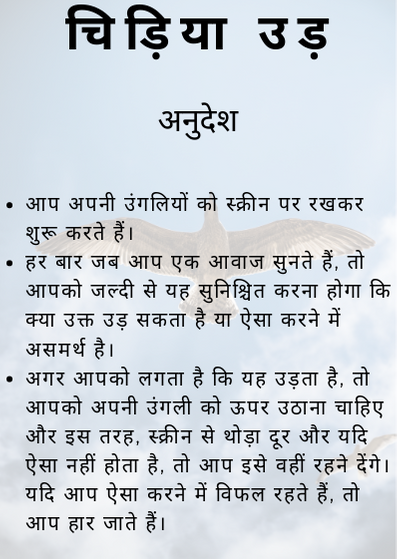 चिड़िया उड़
अनुदेश
• आप अपनी उंगलियों को स्क्रीन पर रखकर
शुरू करते हैं।
• हर बार जब आप एक आवाज सुनते हैं, तो
आपको जल्दी से यह सुनिश्चित करना होगा कि
क्या उक्त उड़ सकता है या ऐसा करने में
असमर्थ है।
• अगर आपको लगता है कि यह उड़ता है, तो
आपको अपनी उंगली को ऊपर उठाना चाहिए
और इस तरह, स्क्रीन से थोड़ा दूर और यदि
ऐसा नहीं होता है, तो आप इसे वहीं रहने देंगे।
यदि आप ऐसा करने में विफल रहते हैं, तो
आप हार जाते हैं।